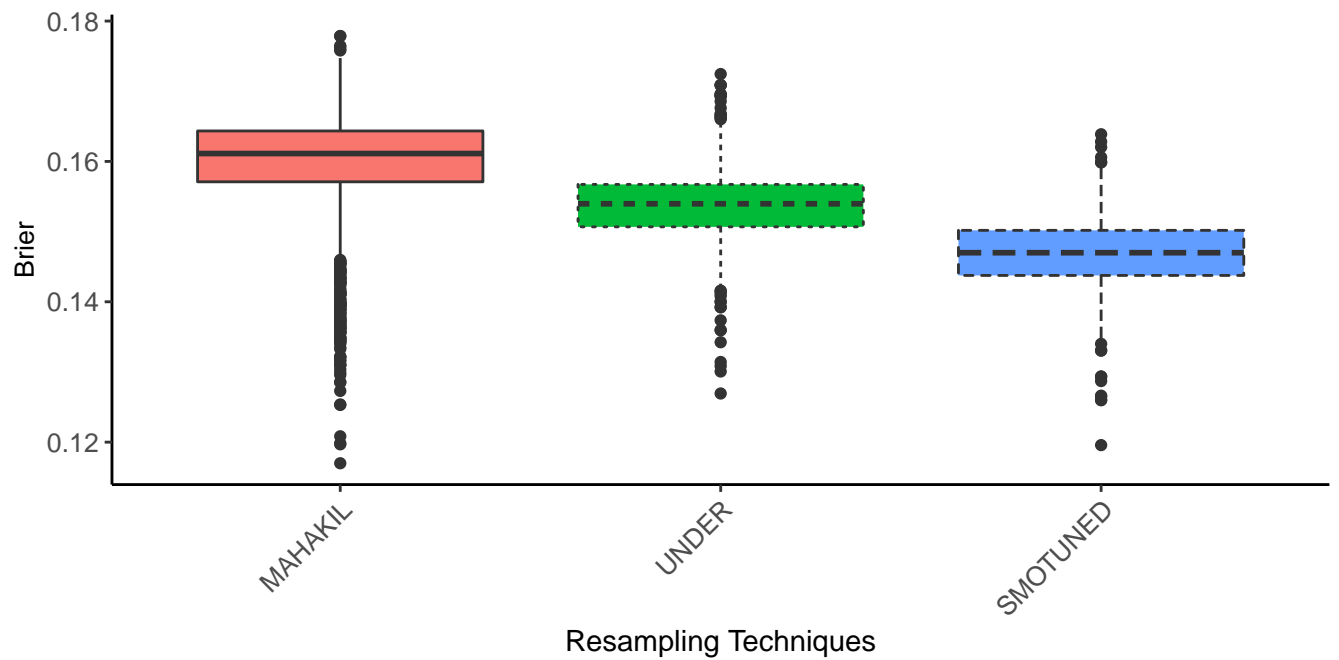 0.18
0.16
0.14
0.12
Brier
MAHAKIL
UNDER
SMOTUNED
Resampling Techniques